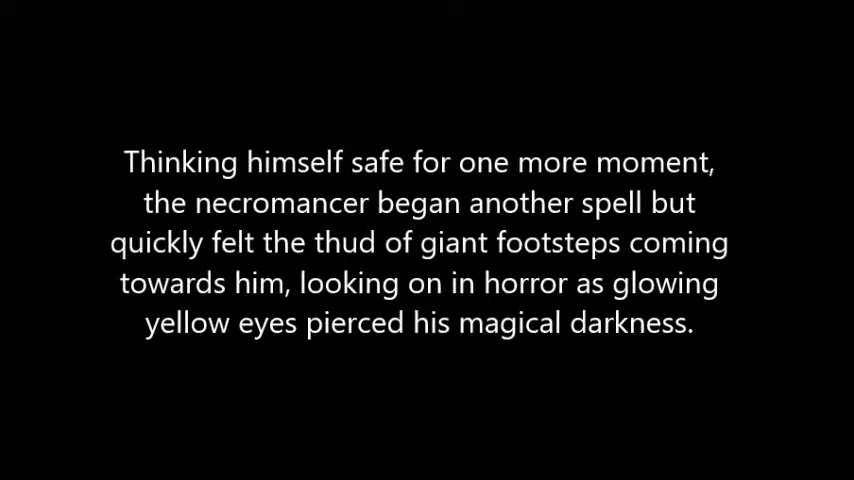 Thinking himself safe for one more moment,
the necromancer began another spell but
quickly felt the thud of giant footsteps coming
towards him, looking on in horror as glowing
yellow eyes pierced his magical darkness.